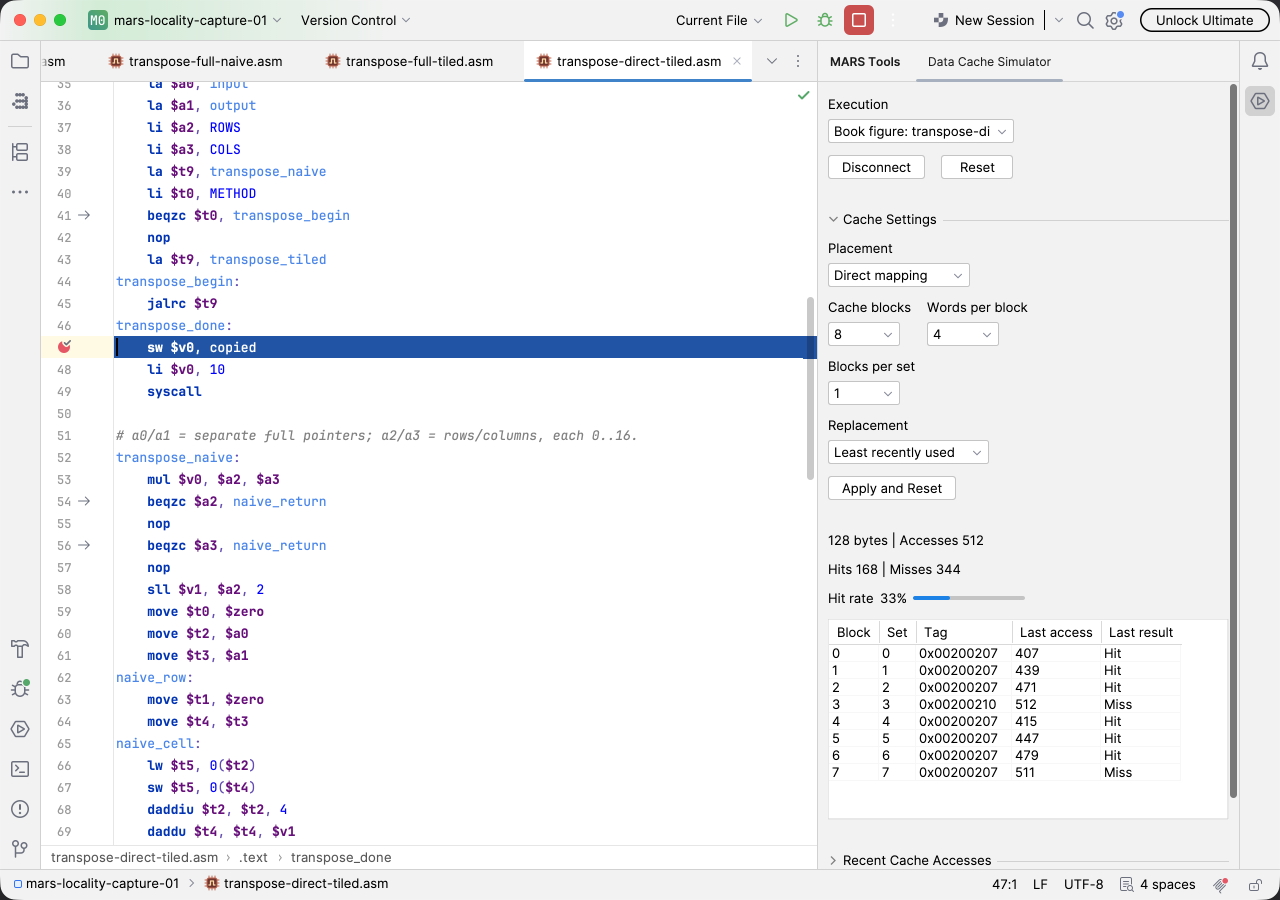 M0 mars-locality-capture-01 Version Control Current File New Session Unlock Ultimate
asm transpose-full-naive.asm transpose-full-tiled.asm transpose-direct-tiled.asm
35 la $a0, input
36 la $a1, output
37 li $a2, ROWS
38 li $a3, COLS
39 la $t9, transpose_naive
40 li $t0, METHOD
41 beqzc $t0, transpose_begin
42 nop
43 la $t9, transpose_tiled
44 transpose_begin:
45 jalrc $t9
46 transpose_done:
sw $v0, copied
48 li $v0, 10
49 syscall
50
51 # a0/a1 = separate full pointers; a2/a3 = rows/columns, each 0..16.
52 transpose_naive:
53 mul $v0, $a2, $a3
54 beqzc $a2, naive_return
55 nop
56 beqzc $a3, naive_return
57 nop
58 sll $v1, $a2, 2
59 move $t0, $zero
60 move $t2, $a0
61 move $t3, $a1
62 naive_row:
63 move $t1, $zero
64 move $t4, $t3
65 naive_cell:
66 lw $t5, 0($t2)
67 sw $t5, 0($t4)
68 daddiu $t2, $t2, 4
69 daddu $t4, $t4, $v1
transpose-direct-tiled.asm › .text › transpose_done
MARS Tools Data Cache Simulator
Execution
Book figure: transpose-di
Disconnect Reset
Cache Settings
Placement
Direct mapping
Cache blocks Words per block
8 4
Blocks per set
1
Replacement
Least recently used
Apply and Reset
128 bytes | Accesses 512
Hits 168 | Misses 344
Hit rate 33%
Block Set Tag Last access Last result
0 0 0x00200207 407 Hit
1 1 0x00200207 439 Hit
2 2 0x00200207 471 Hit
3 3 0x00200210 512 Miss
4 4 0x00200207 415 Hit
5 5 0x00200207 447 Hit
6 6 0x00200207 479 Hit
7 7 0x00200207 511 Miss
Recent Cache Accesses
mars-locality-capture-01 › transpose-direct-tiled.asm 47:1 LF UTF-8 4 spaces